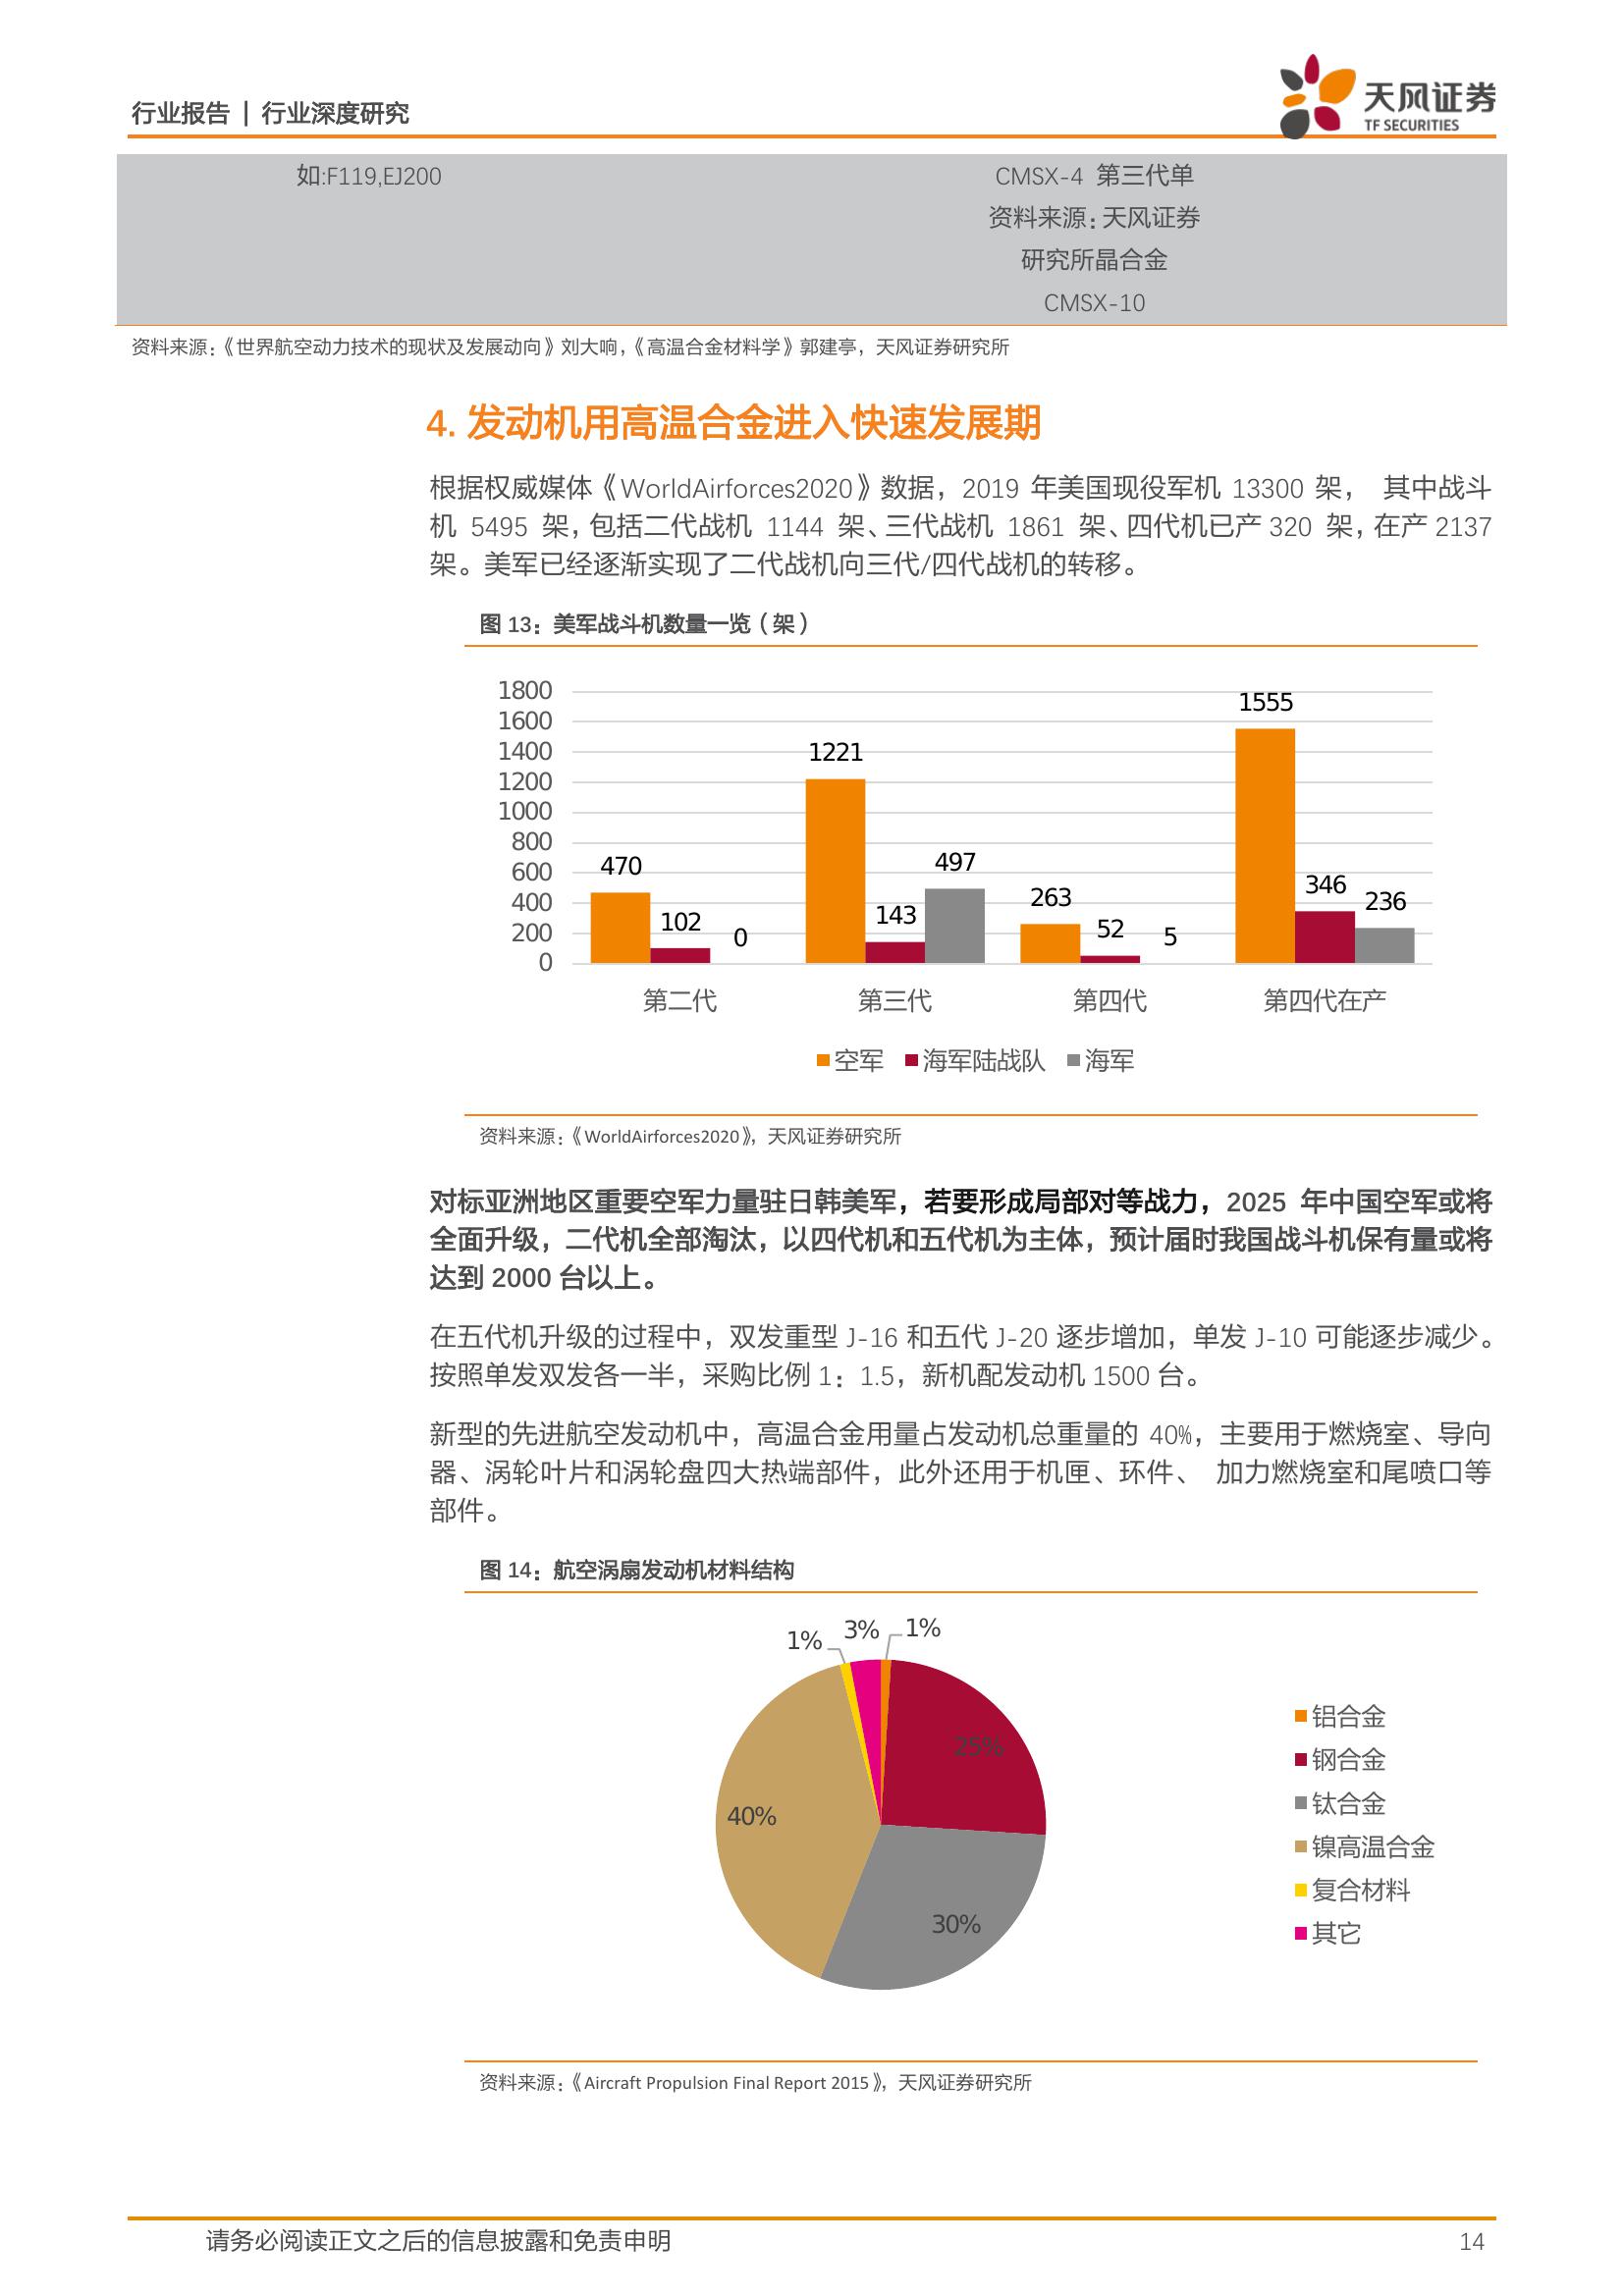 行业报告 | 行业深度研究
天风证券
TF SECURITIES
如:F119,EJ200
CMSX-4 第三代单
资料来源：天风证券
研究所晶合金
CMSX-10
资料来源：《世界航空动力技术的现状及发展动向》刘大响，《高温合金材料学》郭建亭，天风证券研究所
4. 发动机用高温合金进入快速发展期
根据权威媒体《WorldAirforces2020》数据，2019 年美国现役军机 13300 架， 其中战斗
机 5495 架，包括二代战机 1144 架、三代战机 1861 架、四代机已产 320 架，在产 2137
架。美军已经逐渐实现了二代战机向三代/四代战机的转移。
图 13：美军战斗机数量一览（架）
1800
1600
1400
1200
1000
800
600
400
200
0
470
102
0
1221
143
497
263
52
5
1555
346
236
第二代
第三代
第四代
第四代在产
空军 海军陆战队 海军
资料来源：《WorldAirforces2020》，天风证券研究所
对标亚洲地区重要空军力量驻日韩美军，若要形成局部对等战力，2025 年中国空军或将
全面升级，二代机全部淘汰，以四代机和五代机为主体，预计届时我国战斗机保有量或将
达到 2000 台以上。
在五代机升级的过程中，双发重型 J-16 和五代 J-20 逐步增加，单发 J-10 可能逐步减少。
按照单发双发各一半，采购比例 1：1.5，新机配发动机 1500 台。
新型的先进航空发动机中，高温合金用量占发动机总重量的 40%，主要用于燃烧室、导向
器、涡轮叶片和涡轮盘四大热端部件，此外还用于机匣、环件、 加力燃烧室和尾喷口等
部件。
图 14：航空涡扇发动机材料结构
1%
3%
1%
25%
40%
30%
铝合金
钢合金
钛合金
镍高温合金
复合材料
其它
资料来源：《Aircraft Propulsion Final Report 2015》，天风证券研究所
请务必阅读正文之后的信息披露和免责申明
14